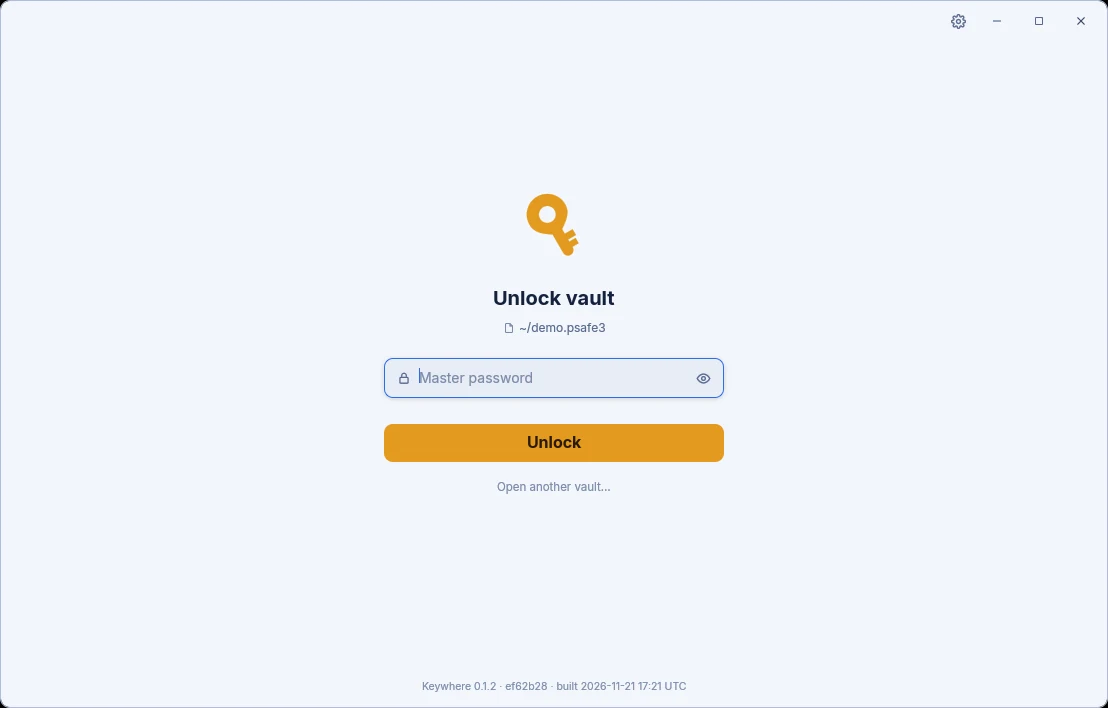 Unlock vault
~/demo.psafe3
Master password
Unlock
Open another vault...
Keywhere 0.1.2 · ef62b28 · built 2026-11-21 17:21 UTC